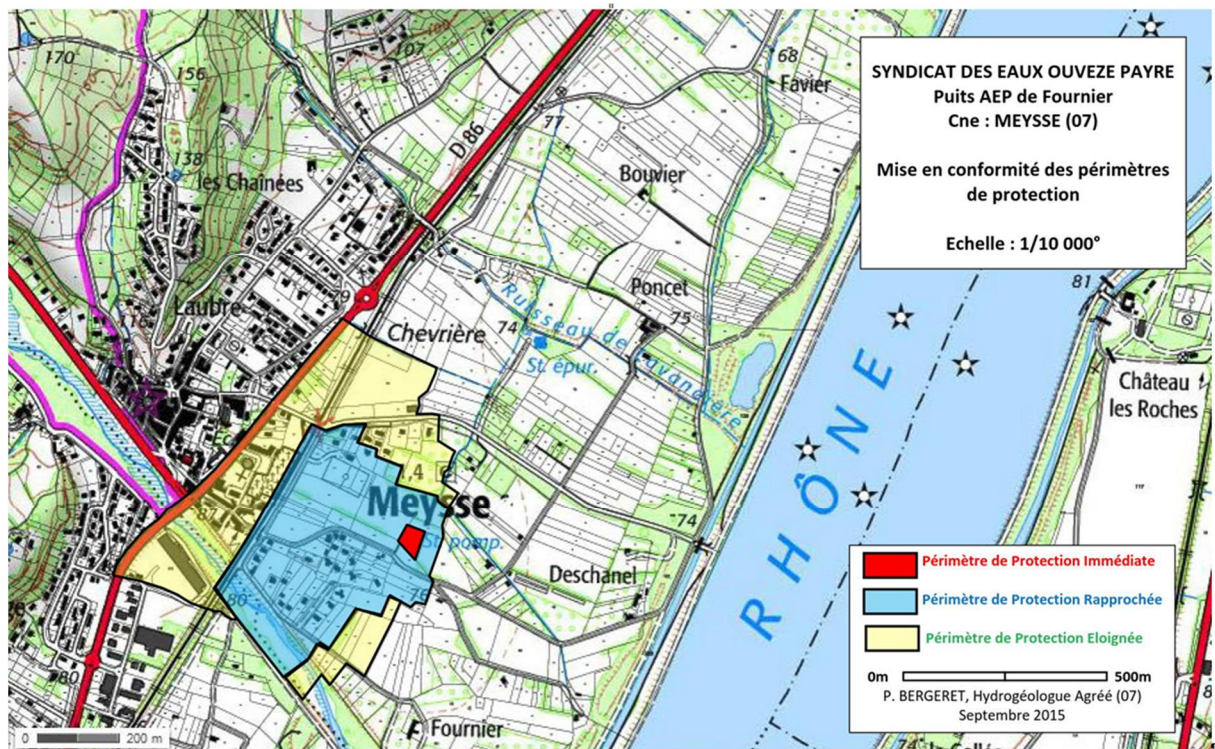 SYNDICAT DES EAUX OUVEZE PAYRE
Puits AEP de Fournier
Cne : MEYSSE (07)
Mise en conformité des périmètres
de protection
Echelle : 1/10 000°
170
156
107
68
Favier
77
D 86
138
les Chaînées
Bouvier
81
Laubre
79
Chevrière
74
Poncet
75
Ruisseau de Lavandière
St. épur.
Château
les Roches
RHÔNE
Meysse
St. pomp.
74
Deschanel
80
75
80
Fournier
Périmètre de Protection Immédiate
Périmètre de Protection Rapprochée
Périmètre de Protection Eloignée
0m
500m
P. BERGERET, Hydrogéologue Agréé (07)
Septembre 2015
0
200 m